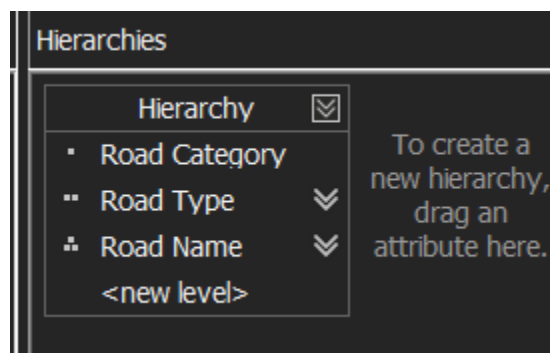 Hierarchies
Hierarchy
Road Category
Road Type
Road Name
<new level>
To create a
new hierarchy,
drag an
attribute here.